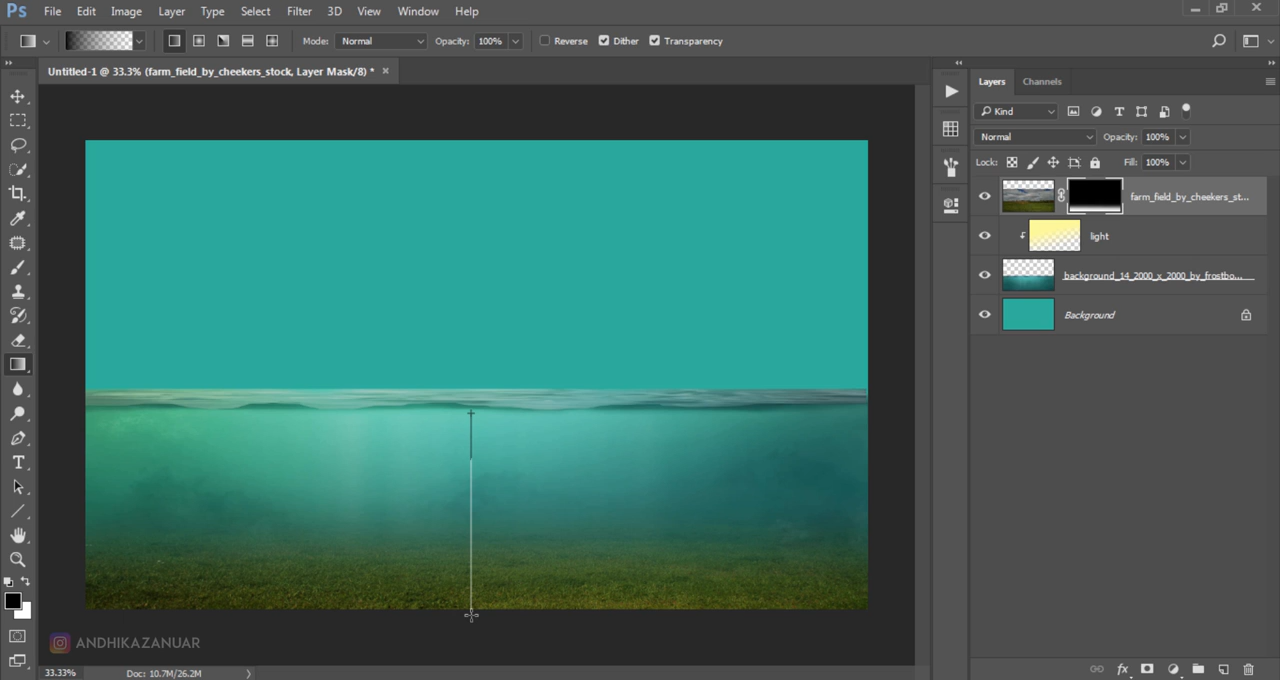 Ps File Edit Image Layer Type Select Filter 3D View Window Help
Mode: Normal Opacity: 100% Reverse Dither Transparency
Untitled-1 @ 33.3% (farm_field_by_cheekers_stock, Layer Mask/8) *
Layers Channels
Kind
Normal Opacity: 100%
Lock: Fill: 100%
farm_field_by_cheekers_st...
light
background_14_2000_x_2000_by_frostbo...
Background
ANDHIKAZANUAR
33.33% Doc: 10.7M/26.2M
fx